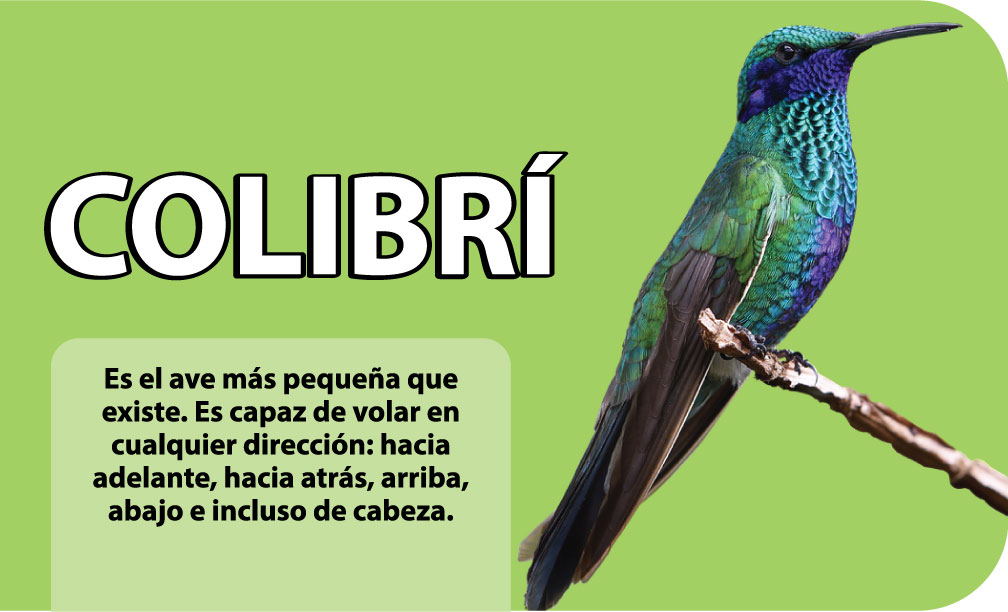 COLIBRÍ
Es el ave más pequeña que
existe. Es capaz de volar en
cualquier dirección: hacia
adelante, hacia atrás, arriba,
abajo e incluso de cabeza.